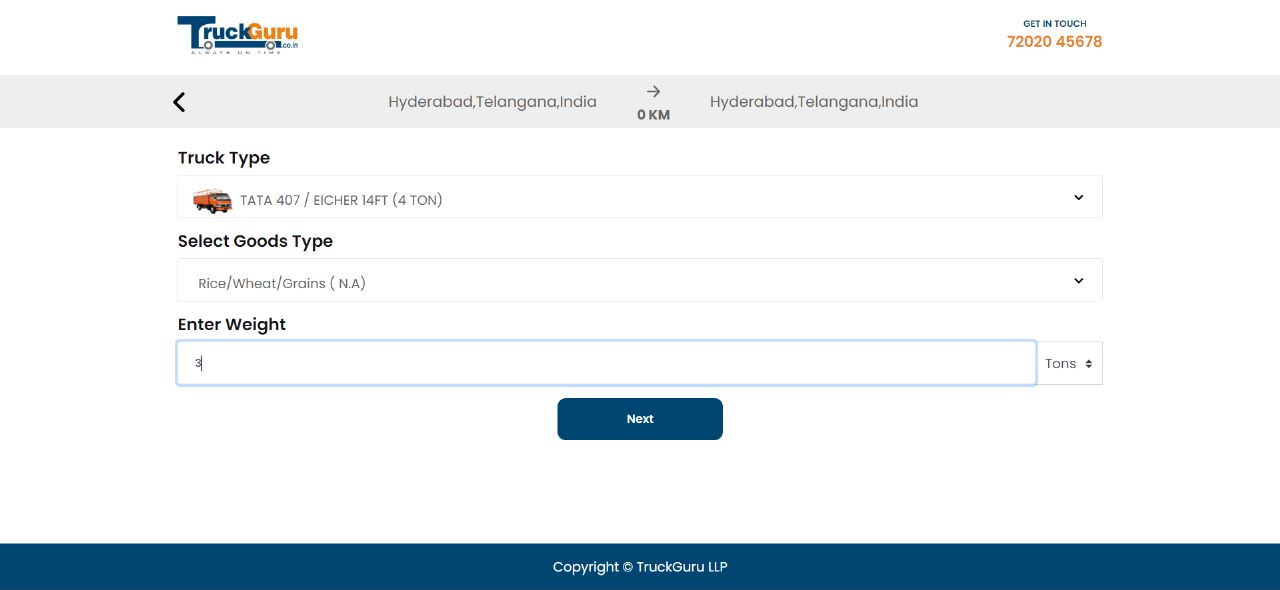 TruckGuru
.co.in
ALWAYS ON TIME
GET IN TOUCH
72020 45678
Hyderabad,Telangana,India
→
0 KM
Hyderabad,Telangana,India
Truck Type
TATA 407 / EICHER 14FT (4 TON)
Select Goods Type
Rice/Wheat/Grains ( N.A)
Enter Weight
3
Tons
Next
Copyright © TruckGuru LLP